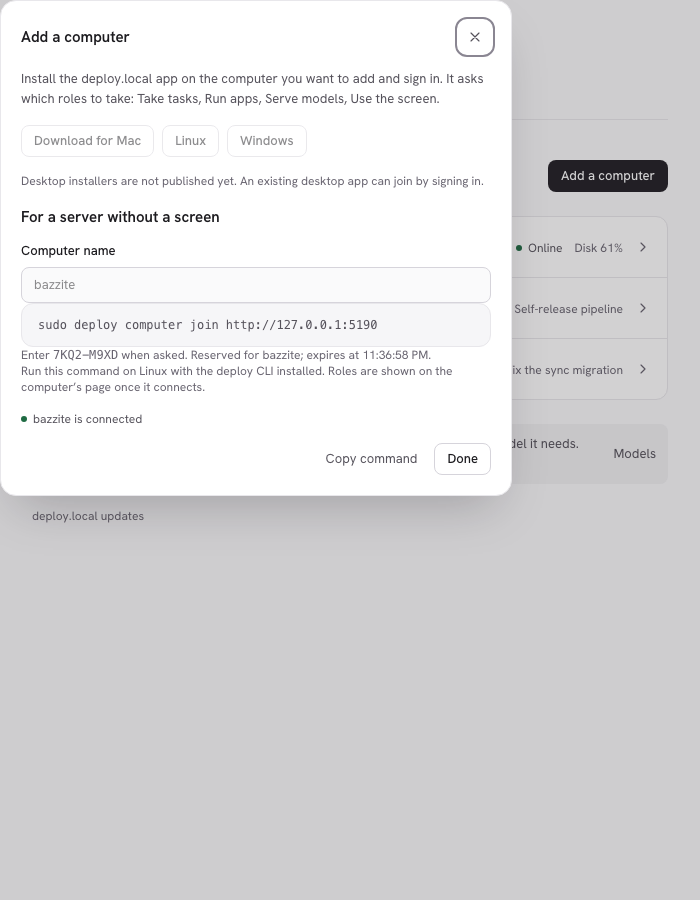 Add a computer
Install the deploy.local app on the computer you want to add and sign in. It asks
which roles to take: Take tasks, Run apps, Serve models, Use the screen.
Download for Mac Linux Windows
Add a computer
Desktop installers are not published yet. An existing desktop app can join by signing in.
For a server without a screen
Computer name
Online Disk 61%
bazzite
Self-release pipeline
sudo deploy computer join http://127.0.0.1:5190
Enter 7KQ2-M9XD when asked. Reserved for bazzite; expires at 11:36:58 PM.
Run this command on Linux with the deploy CLI installed. Roles are shown on the
computer's page once it connects.
the sync migration
bazzite is connected
it needs.
Models
Copy command Done
deploy.local updates